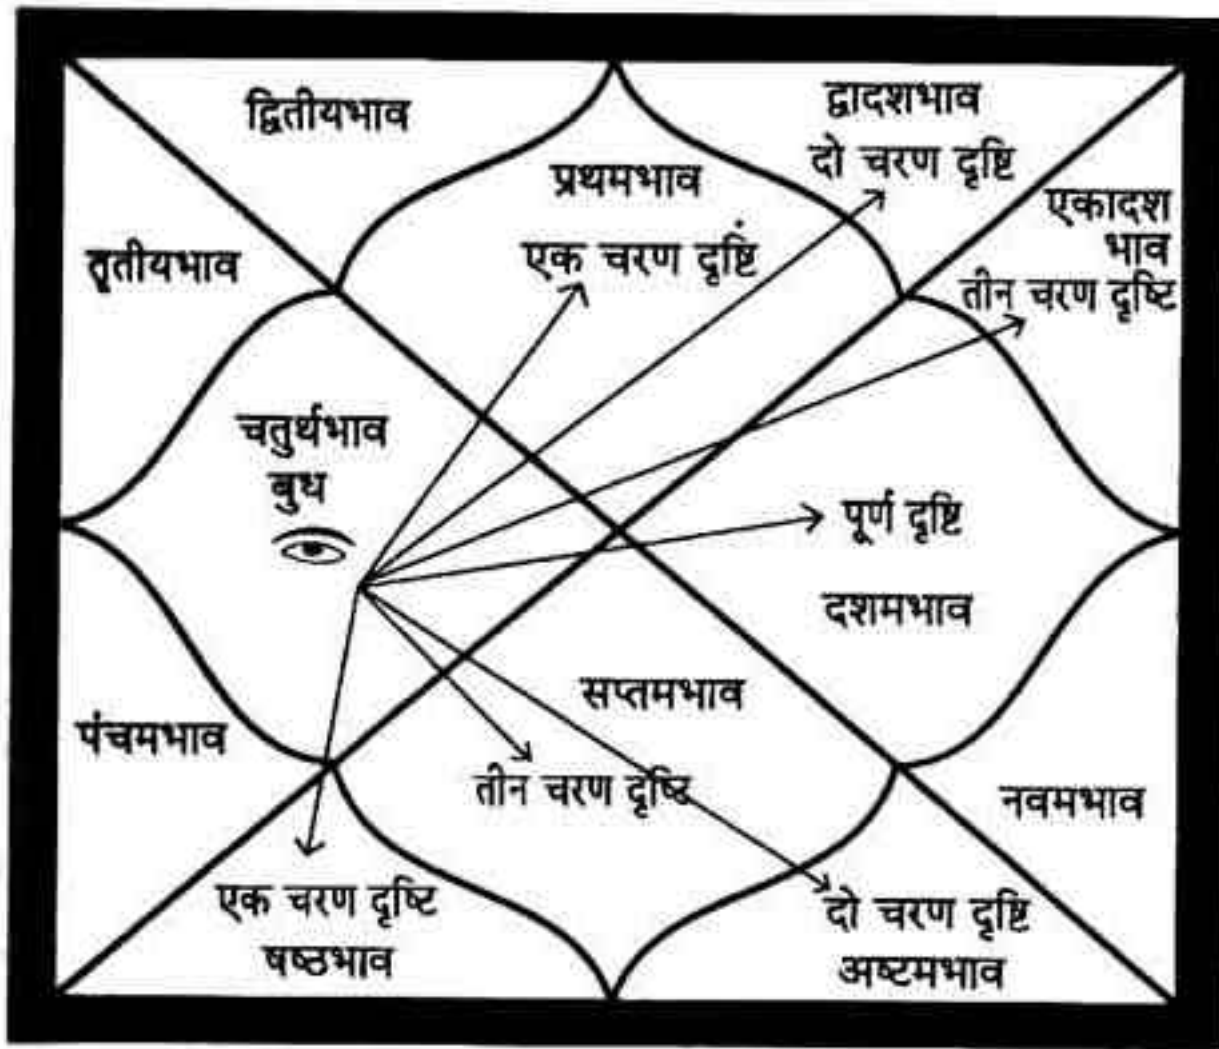 द्वितीयभाव
द्वादशभाव
दो चरण दृष्टि
प्रथमभाव
एकादश
भाव
तृतीयभाव
एक चरण दृष्टिं
तीन चरण दृष्टि
चतुर्थभाव
बुध
पूर्ण दृष्टि
दशमभाव
सप्तमभाव
पंचमभाव
तीन चरण दृष्टि
नवमभाव
एक चरण दृष्टि
षष्ठभाव
दो चरण दृष्टि
अष्टमभाव